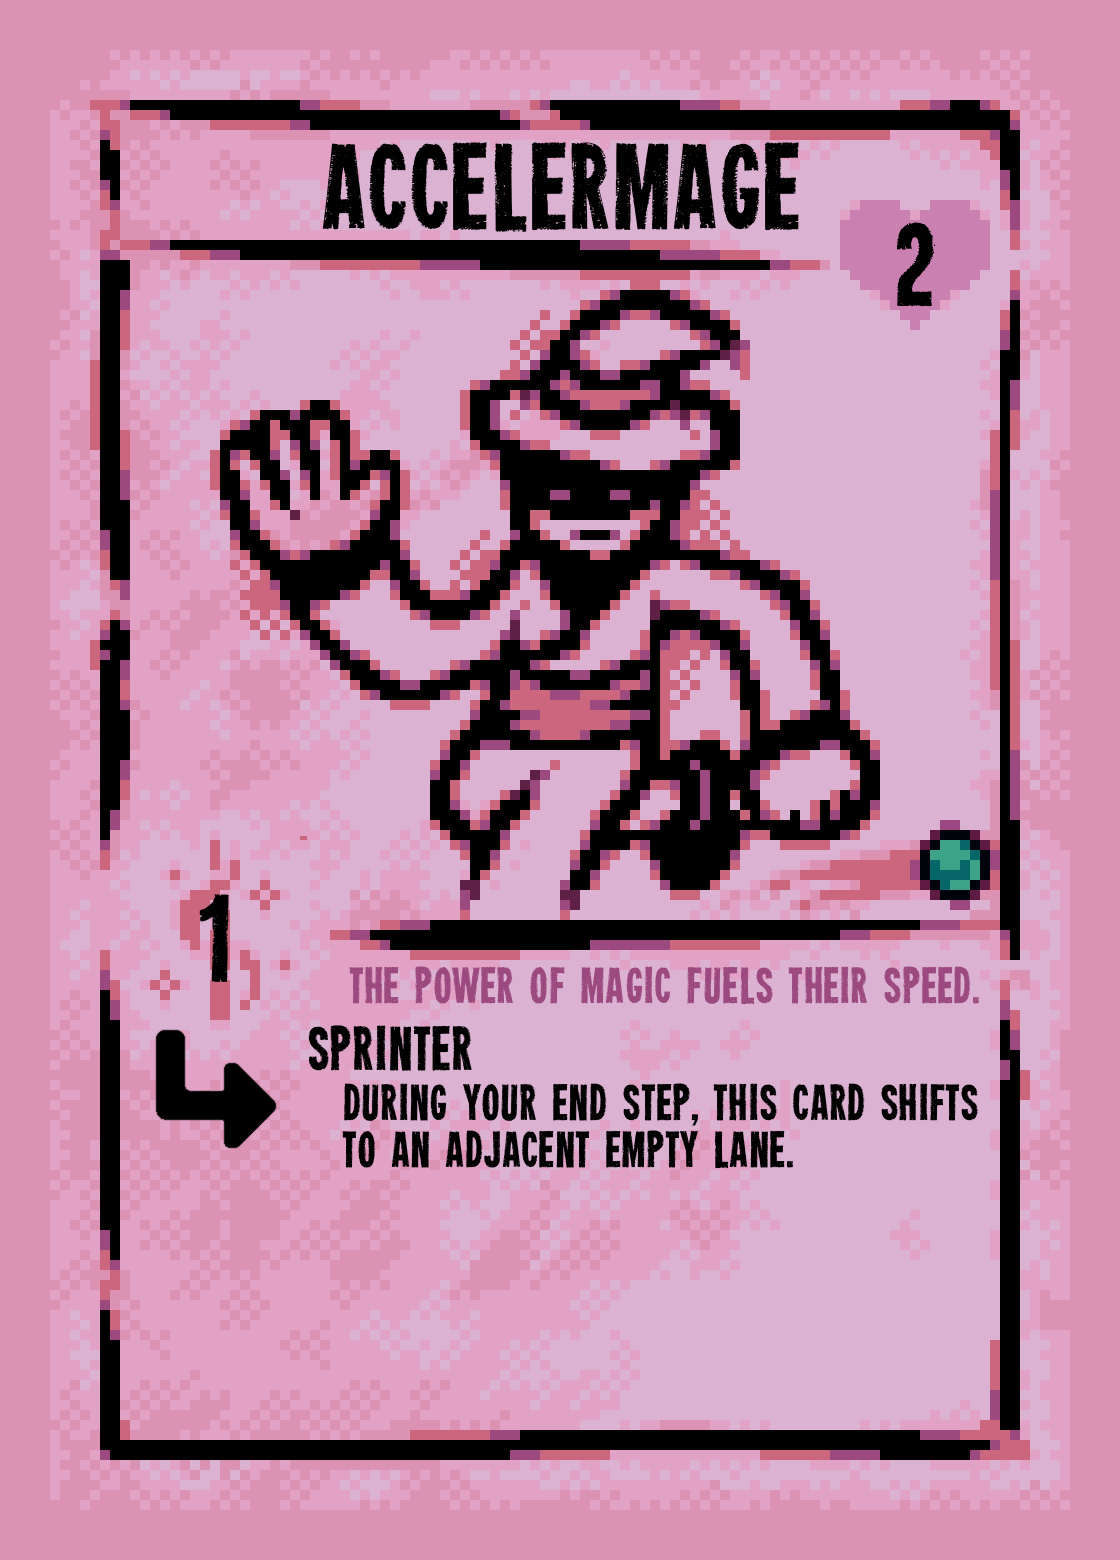 ACCELERMAGE
2
1
THE POWER OF MAGIC FUELS THEIR SPEED.
SPRINTER
DURING YOUR END STEP, THIS CARD SHIFTS
TO AN ADJACENT EMPTY LANE.